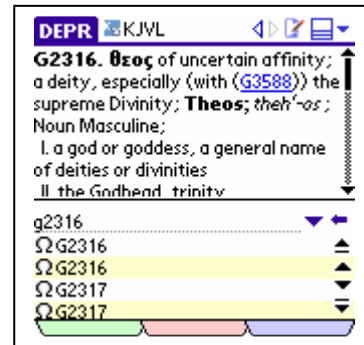 DEPR KJVL
G2316. θεος of uncertain affinity;
a deity, especially (with (G3588)) the
supreme Divinity; Theos; theh'-os ;
Noun Masculine;
I. a god or goddess, a general name
of deities or divinities
II. the Godhead, trinity
g2316
ΩG2316
ΩG2316
ΩG2317
ΩG2317